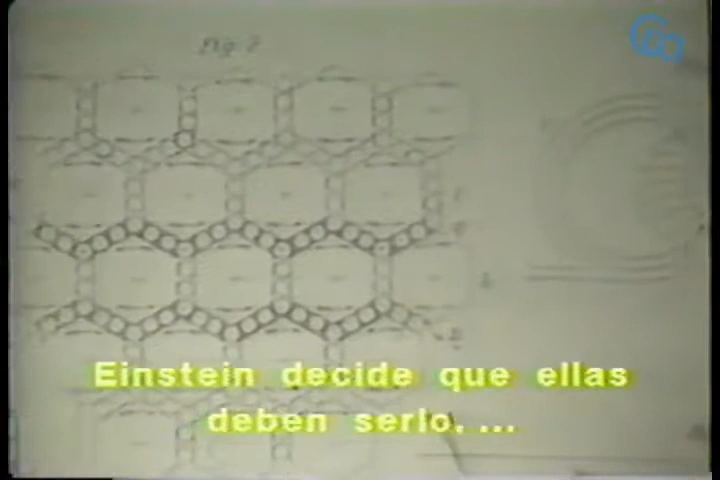 Fig. 2
Einstein decide que ellas
deben serlo. ...